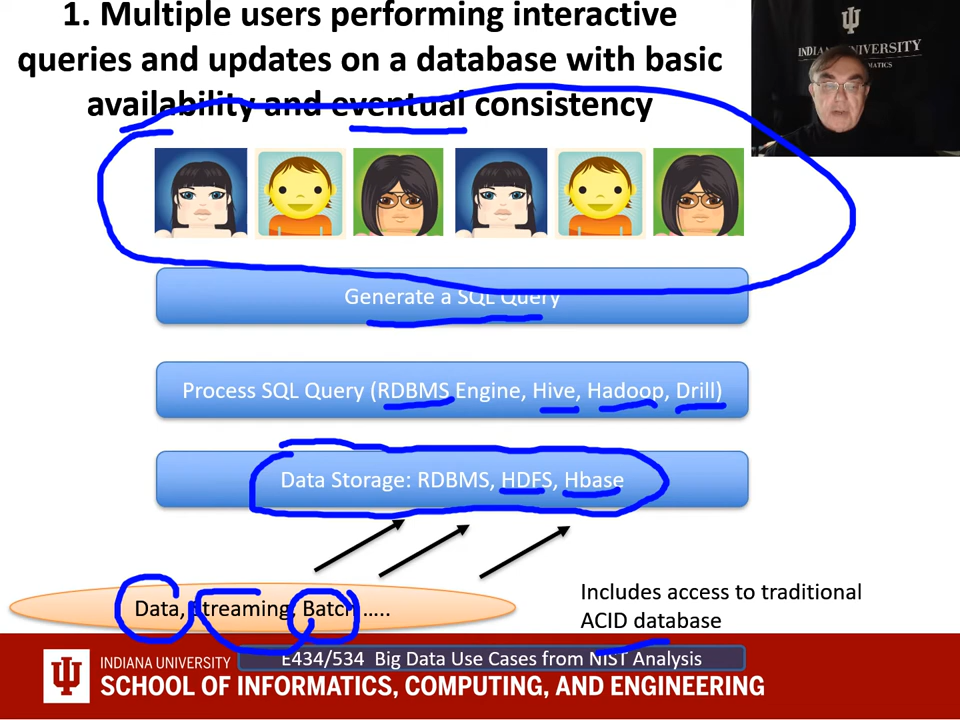 1. Multiple users performing interactive
queries and updates on a database with basic
availability and eventual consistency
INDIANA UNIVERSITY
Generate a SQL Query
Process SQL Query (RDBMS Engine, Hive, Hadoop, Drill)
Data Storage: RDBMS, HDFS, Hbase
Data, Streaming, Batch .....
Includes access to traditional
ACID database
INDIANA UNIVERSITY
E434/534 Big Data Use Cases from NIST Analysis
SCHOOL OF INFORMATICS, COMPUTING, AND ENGINEERING